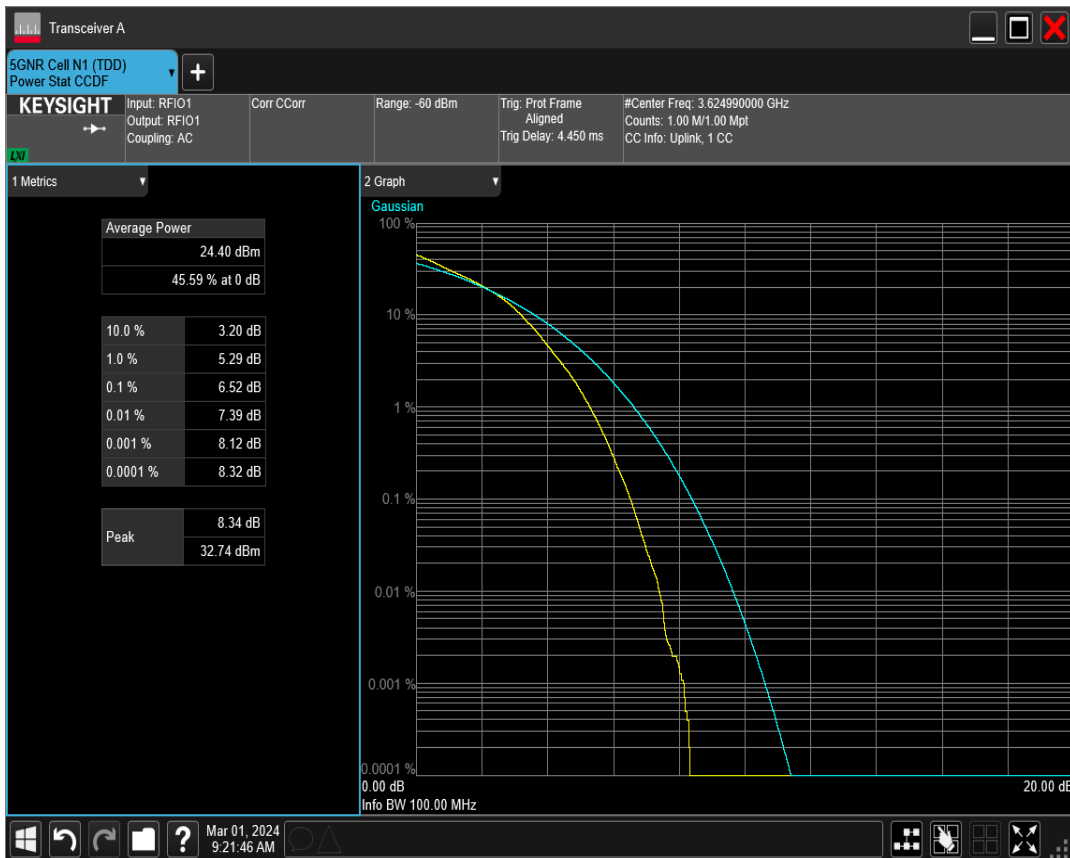 Transceiver A
5GNR Cell N1 (TDD)
Power Stat CCDF
KEYSIGHT
LXI
Input: RFIO1
Output: RFIO1
Coupling: AC
Corr CCorr
Range: -60 dBm
Trig: Prot Frame
Aligned
Trig Delay: 4.450 ms
#Center Freq: 3.624990000 GHz
Counts: 1.00 M/1.00 Mpt
CC Info: Uplink, 1 CC
1 Metrics
Average Power
24.40 dBm
45.59 % at 0 dB
10.0 % 3.20 dB
1.0 % 5.29 dB
0.1 % 6.52 dB
0.01 % 7.39 dB
0.001 % 8.12 dB
0.0001 % 8.32 dB
Peak
8.34 dB
32.74 dBm
2 Graph
Gaussian
100 %
10 %
1 %
0.1 %
0.01 %
0.001 %
0.0001 %
0.00 dB 20.00 dB
Info BW 100.00 MHz
?
Mar 01, 2024
9:21:46 AM